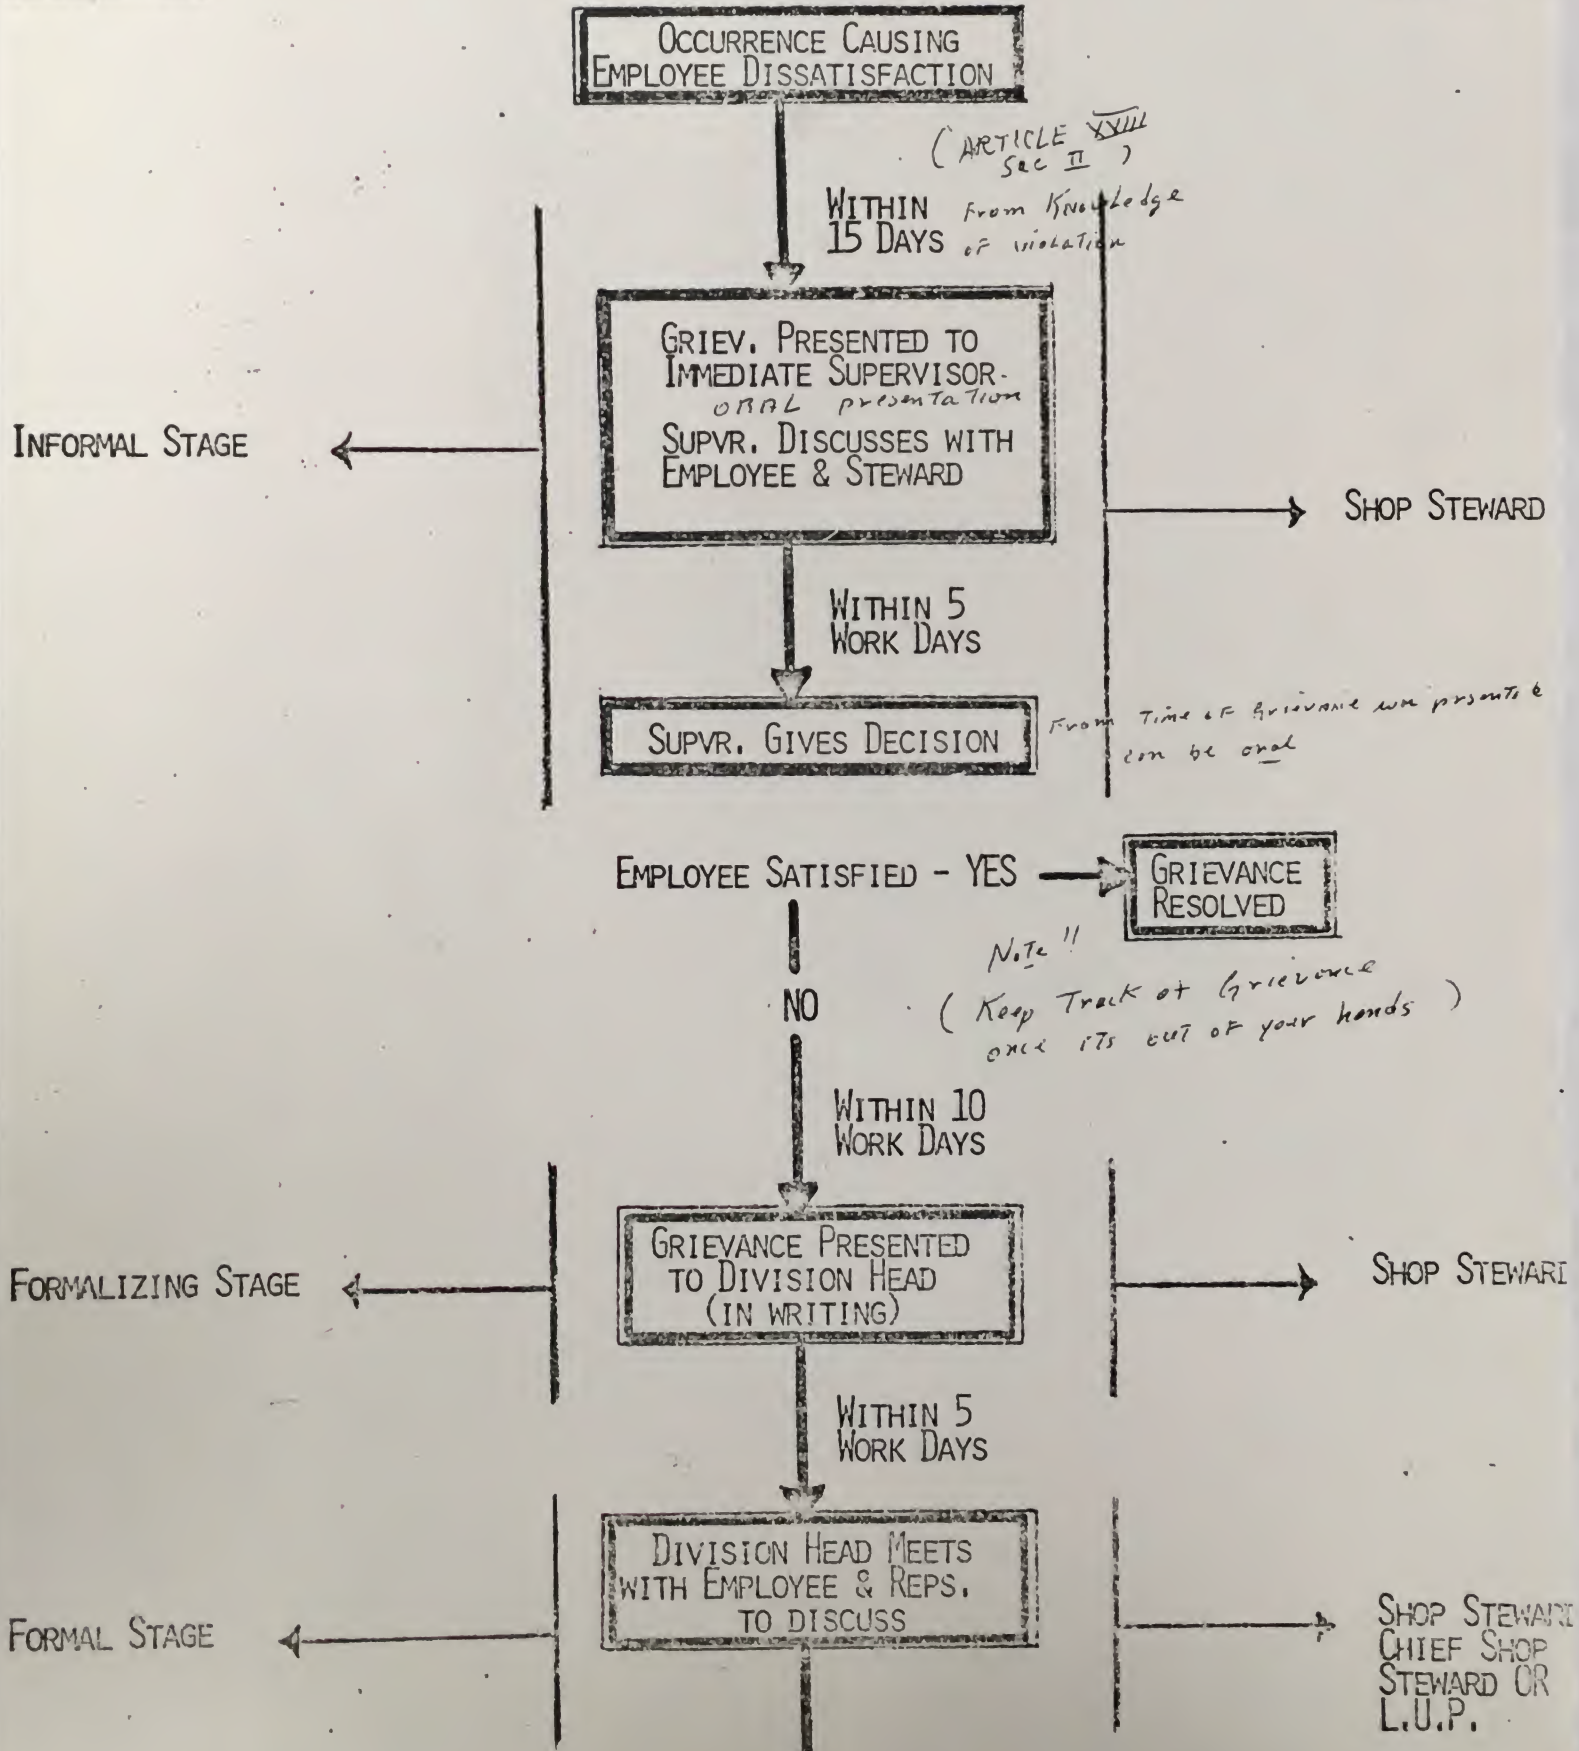 OCCURRENCE CAUSING
EMPLOYEE DISSATISFACTION
(ARTICLE XVIII
Sec II)
WITHIN
15 DAYS
From Knowledge
of violation
GRIEV. PRESENTED TO
IMMEDIATE SUPERVISOR-
ORAL presentation
SUPVR. DISCUSSES WITH
EMPLOYEE & STEWARD
INFORMAL STAGE
SHOP STEWARD
WITHIN 5
WORK DAYS
SUPVR. GIVES DECISION
From Time of Grievance
can be oral
EMPLOYEE SATISFIED - YES
GRIEVANCE
RESOLVED
NO
Note !!
(Keep Track of Grievance
once iTs out of your hands)
WITHIN 10
WORK DAYS
GRIEVANCE PRESENTED
TO DIVISION HEAD
(IN WRITING)
FORMALIZING STAGE
SHOP STEWARD
WITHIN 5
WORK DAYS
DIVISION HEAD MEETS
WITH EMPLOYEE & REPS.
TO DISCUSS
FORMAL STAGE
SHOP STEWARD
CHIEF SHOP
STEWARD OR
L.U.P.